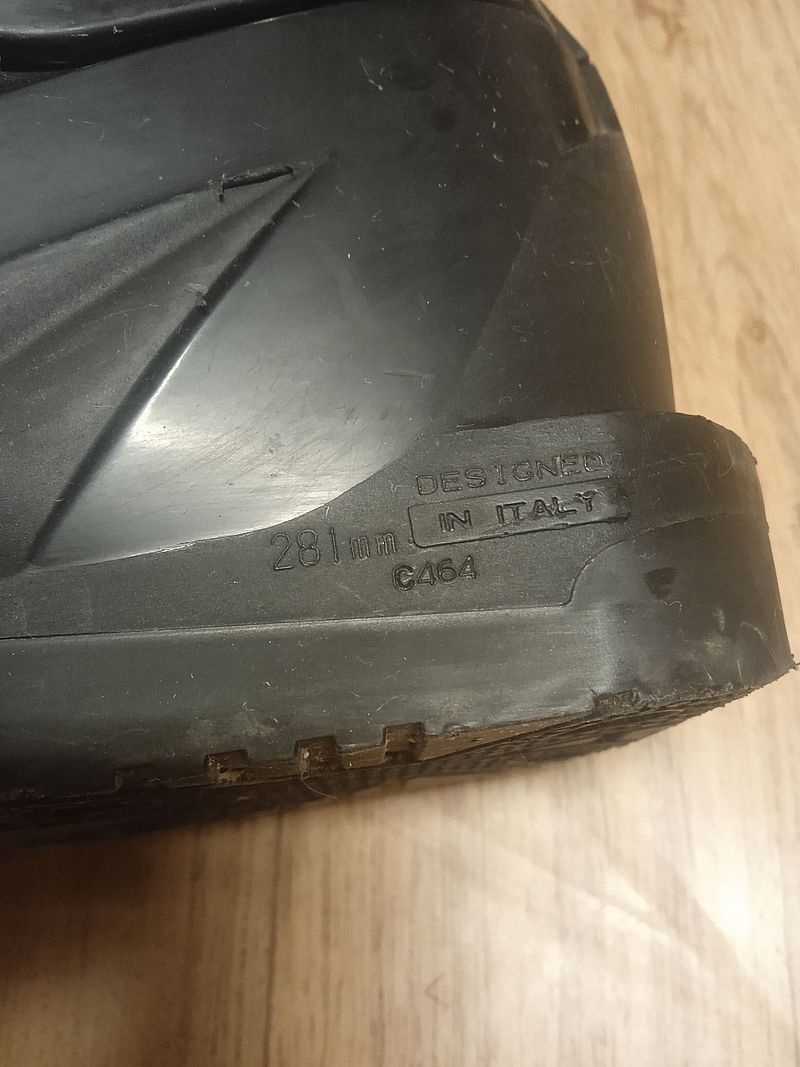 DESIGNED
IN ITALY
281mm
C464